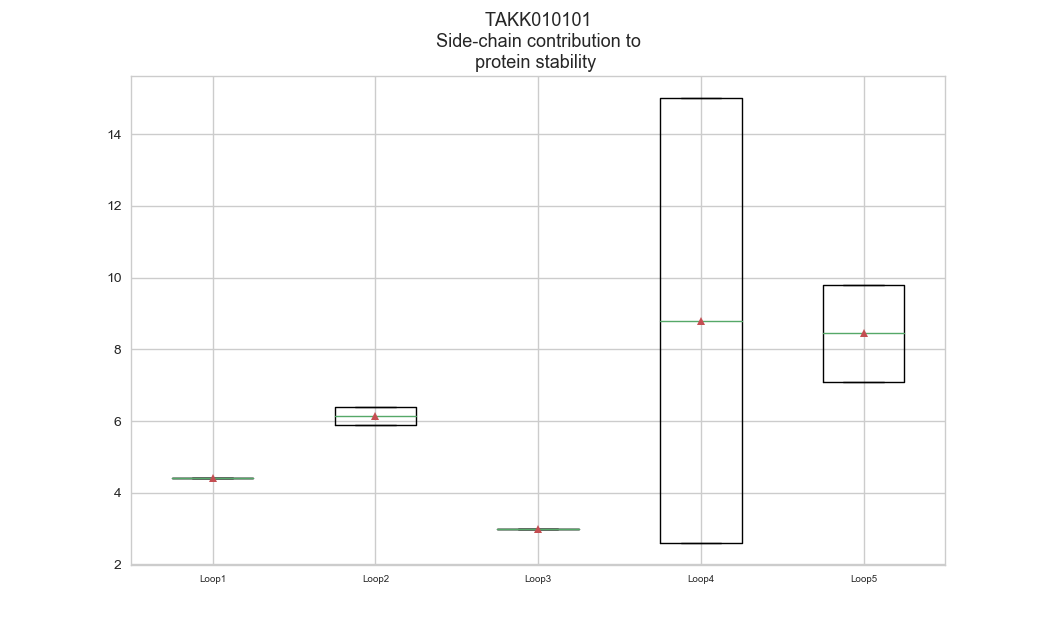 TAKK010101
Side-chain contribution to
protein stability
14
12
10
8
6
4
2
Loop1
Loop2
Loop3
Loop4
Loop5